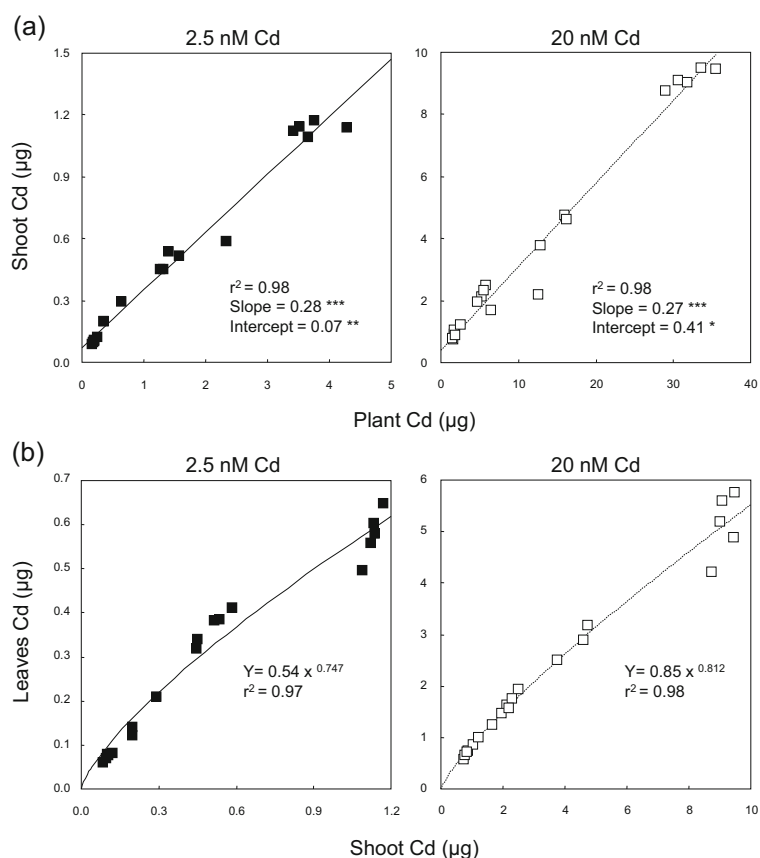 (a)
2.5 nM Cd
20 nM Cd
Shoot Cd (µg)
1.5
1.2
0.9
0.6
0.3
0.0
r² = 0.98
Slope = 0.28 ***
Intercept = 0.07 **
0 1 2 3 4 5
10
8
6
4
2
0
r² = 0.98
Slope = 0.27 ***
Intercept = 0.41 *
0 10 20 30 40
Plant Cd (µg)
(b)
2.5 nM Cd
20 nM Cd
Leaves Cd (µg)
0.7
0.6
0.5
0.4
0.3
0.2
0.1
0.0
Y= 0.54 x 0.747
r² = 0.97
0.0 0.3 0.6 0.9 1.2
6
5
4
3
2
1
0
Y= 0.85 x 0.812
r² = 0.98
0 2 4 6 8 10
Shoot Cd (µg)